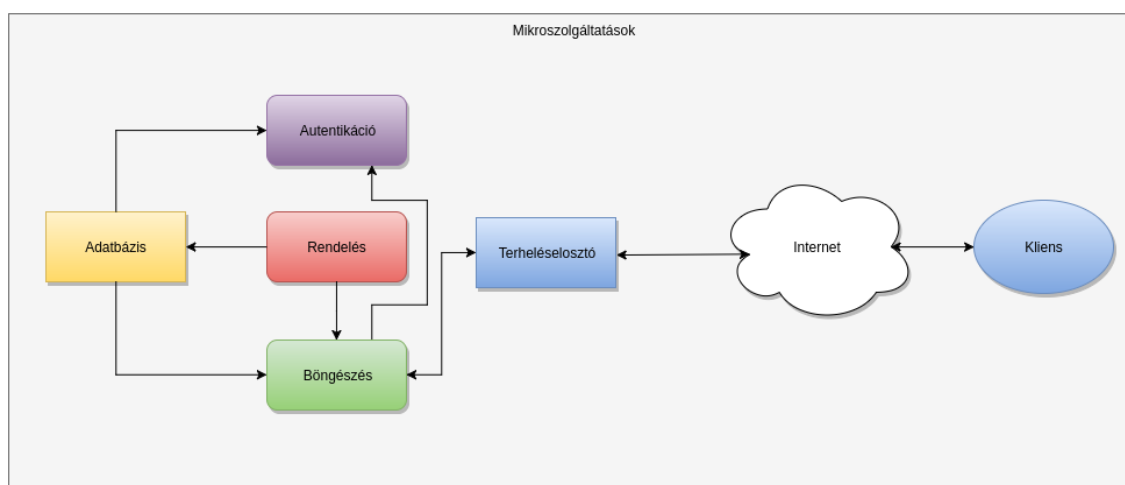 Mikroszolgáltatások
Autentikáció
Adatbázis
Rendelés
Terheléselosztó
Internet
Kliens
Böngészés